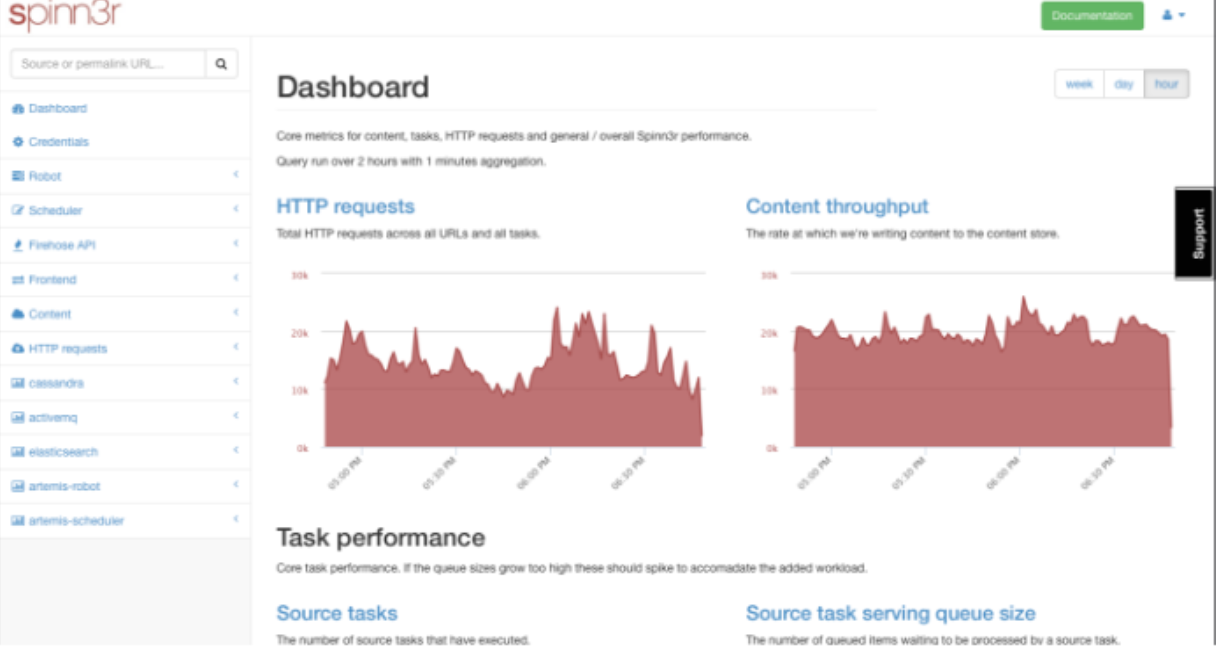 spinn3r
Documentation
Source or permalink URL...
Dashboard
Credentials
Robot
Scheduler
Firehose API
Frontend
Content
HTTP requests
cassandra
activemq
elasticsearch
artemis-robot
artemis-scheduler
Dashboard
week day hour
Core metrics for content, tasks, HTTP requests and general / overall Spinn3r performance.
Query run over 2 hours with 1 minutes aggregation.
HTTP requests
Total HTTP requests across all URLs and all tasks.
30k
20k
10k
0k
05:00 PM 05:30 PM 06:00 PM 06:30 PM
Content throughput
The rate at which we're writing content to the content store.
30k
20k
10k
0k
05:00 PM 05:30 PM 06:00 PM 06:30 PM
Support
Task performance
Core task performance. If the queue sizes grow too high these should spike to accomadate the added workload.
Source tasks
The number of source tasks that have executed.
Source task serving queue size
The number of queued items waiting to be processed by a source task.